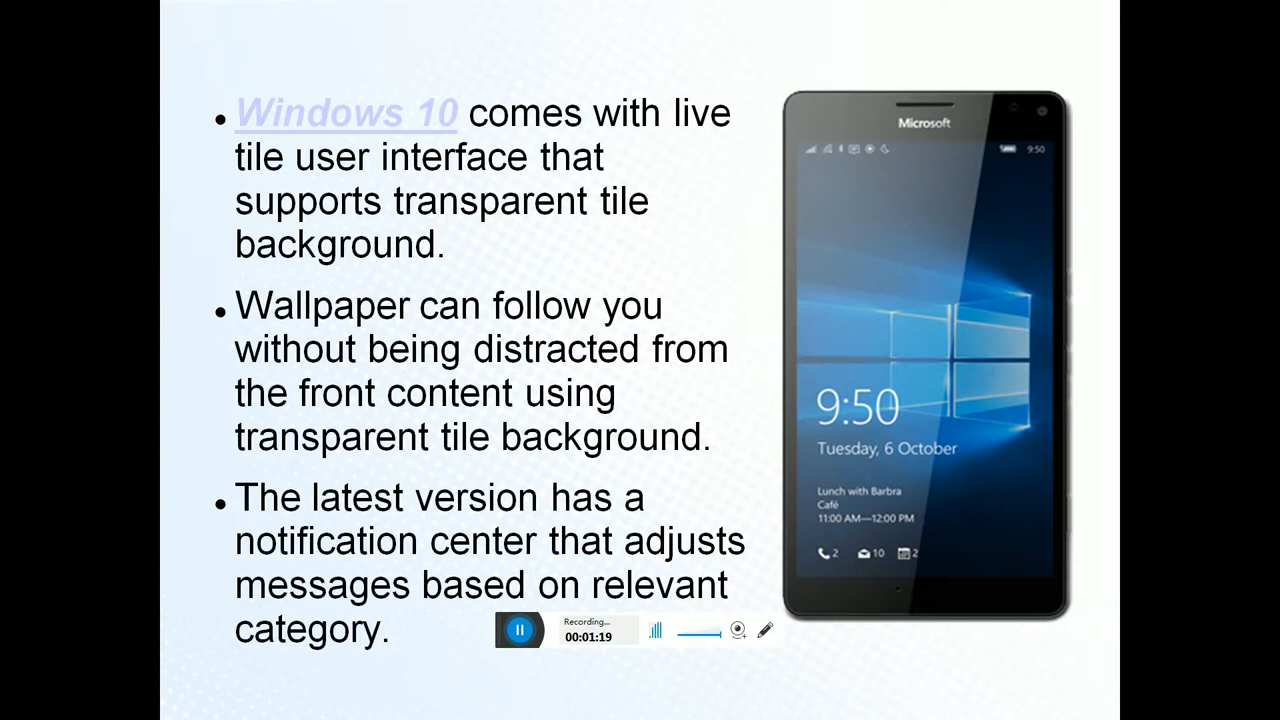 Windows 10 comes with live
tile user interface that
supports transparent tile
background.
Wallpaper can follow you
without being distracted from
the front content using
transparent tile background.
The latest version has a
notification center that adjusts
messages based on relevant
category.
Microsoft
9:50
9:50
Tuesday, 6 October
Lunch with Barbra
Café
11:00 AM—12:00 PM
2 10 2
Recording...
00:01:19